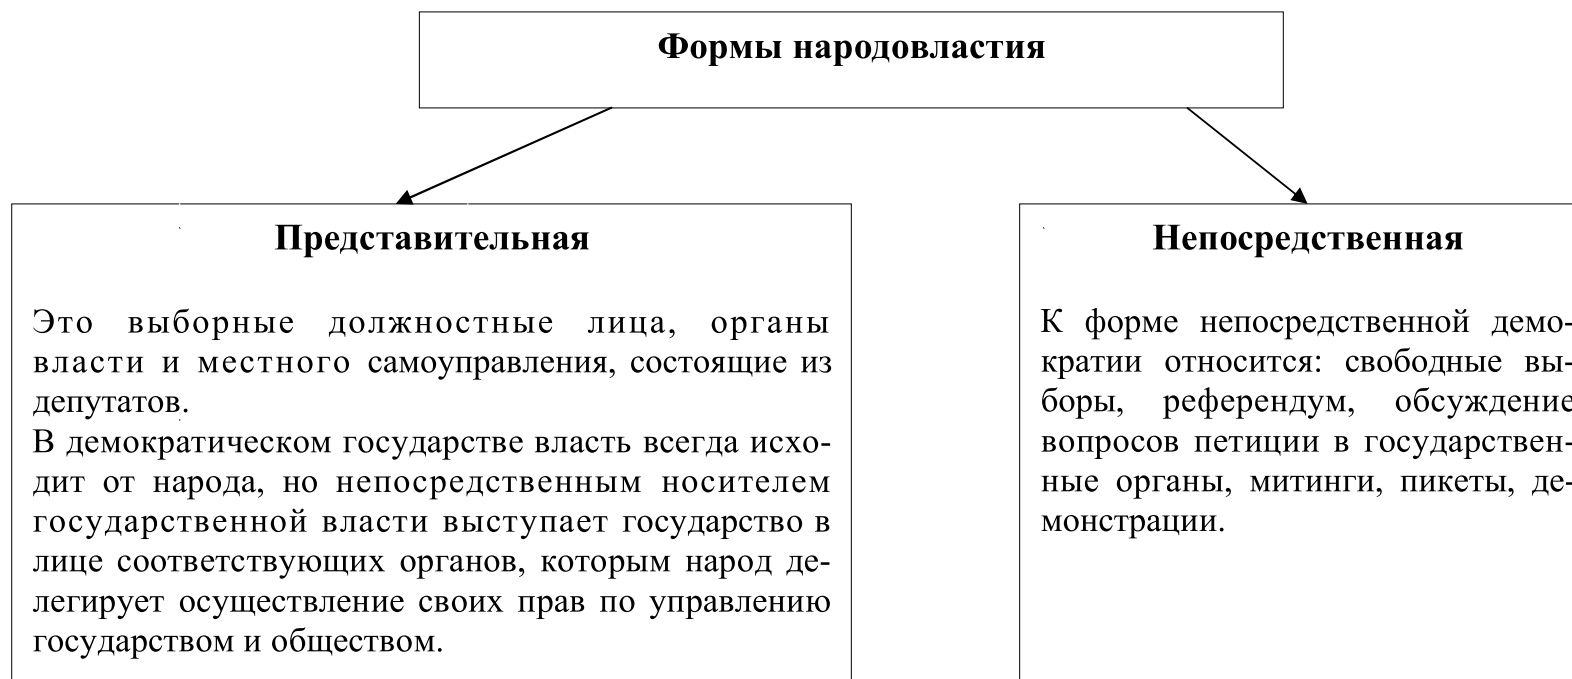 Формы народовластия
Представительная
Это выборные должностные лица, органы
власти и местного самоуправления, состоящие из
депутатов.
В демократическом государстве власть всегда исхо-
дит от народа, но непосредственным носителем
государственной власти выступает государство в
лице соответствующих органов, которым народ де-
легирует осуществление своих прав по управлению
государством и обществом.
Непосредственная
К форме непосредственной демо-
кратии относится: свободные вы-
боры, референдум, обсуждение
вопросов петиции в государствен-
ные органы, митинги, пикеты, де-
монстрации.